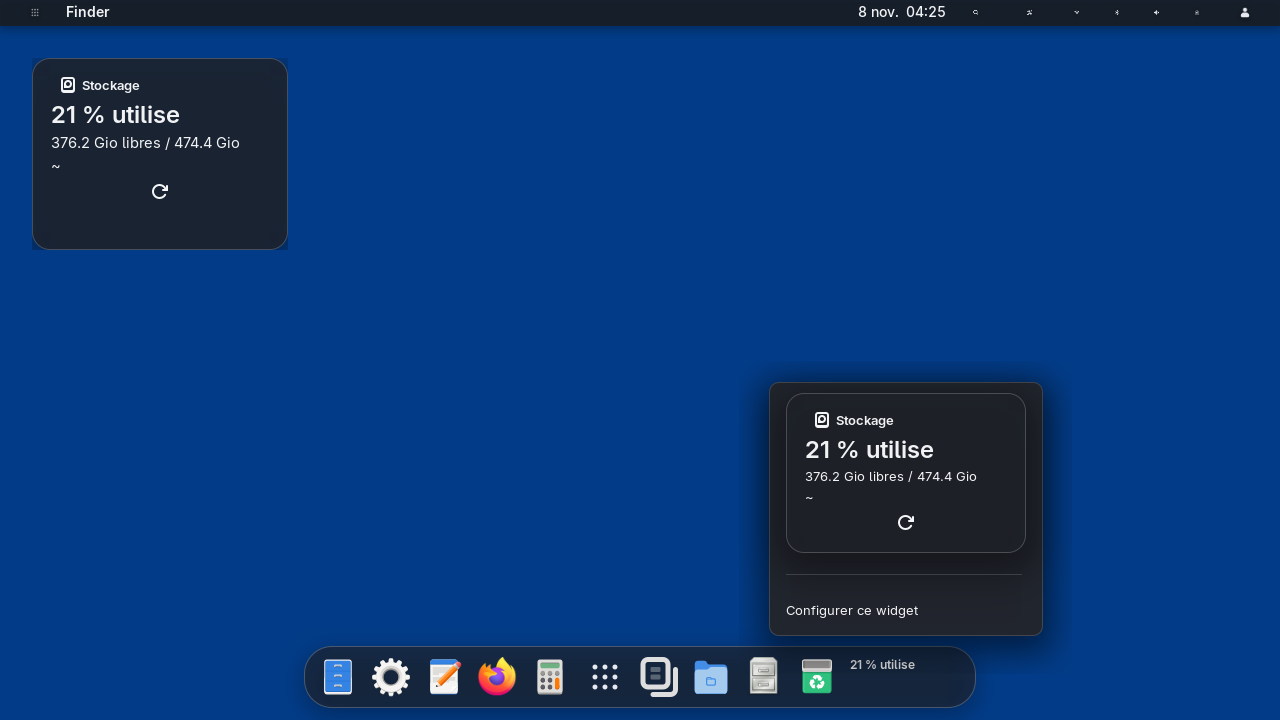 Finder
8 nov. 04:25
Stockage
21 % utilise
376.2 Gio libres / 474.4 Gio
~
Stockage
21 % utilise
376.2 Gio libres / 474.4 Gio
~
Configurer ce widget
21 % utilise